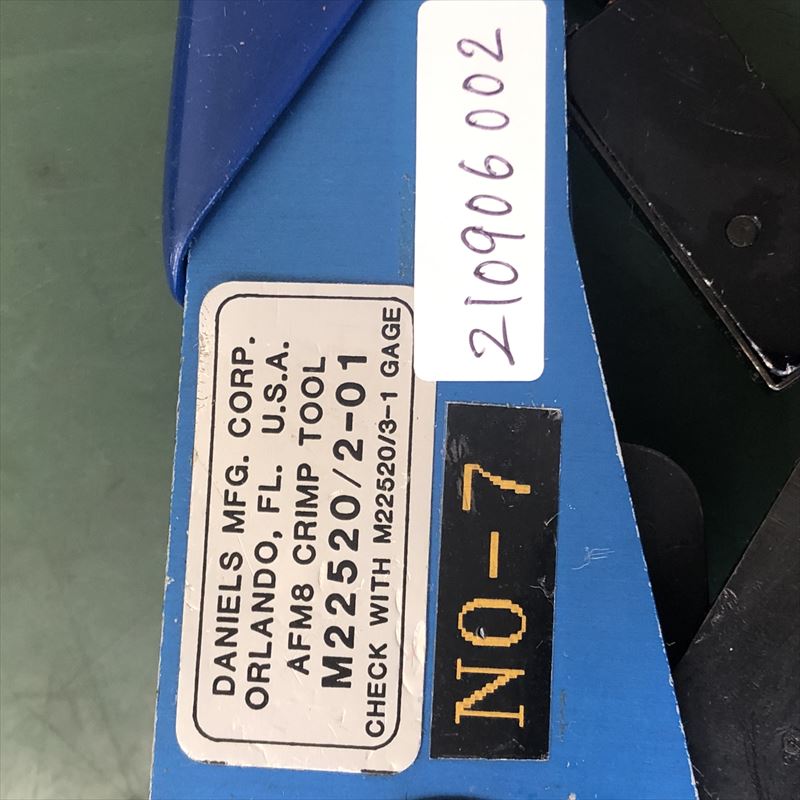 DANIELS MFG. CORP.
ORLANDO, FL. U.S.A.
AFM8 CRIMP TOOL
M22520/2-01
CHECK WITH M22520/3-1 GAGE
210906002
NO-7